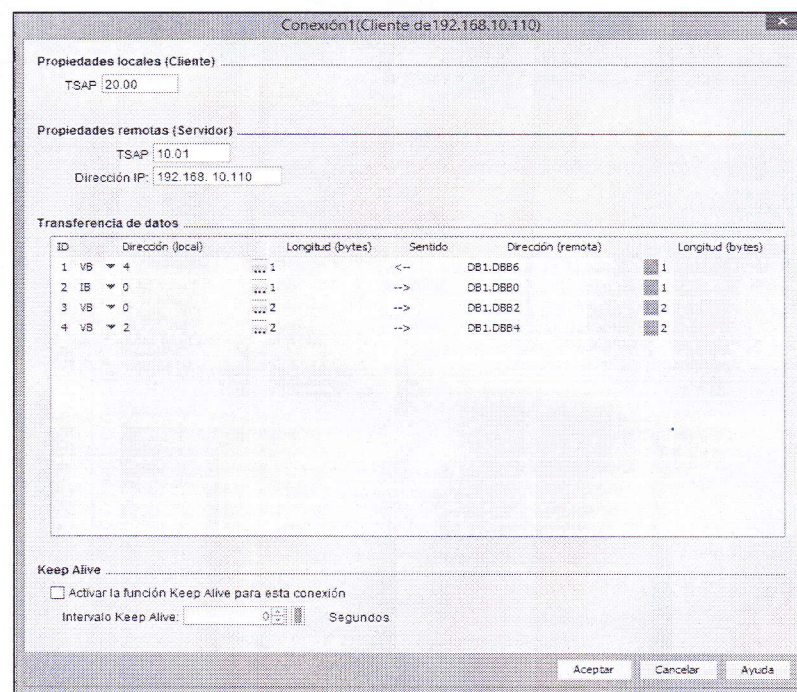 Conexión1(Cliente de192.168.10.110)
Propiedades locales (Cliente)
TSAP 20.00
Propiedades remotas (Servidor)
TSAP 10.01
Dirección IP: 192.168. 10.110
Transferencia de datos
ID Dirección (local) Longitud (bytes) Sentido Dirección (remota) Longitud (bytes)
1 VB 4 ... 1 <-- DB1.DBB6 1
2 IB 0 ... 1 --> DB1.DBB0 1
3 VB 0 ... 2 --> DB1.DBB2 2
4 VB 2 ... 2 --> DB1.DBB4 2
Keep Alive
Activar la función Keep Alive para esta conexión
Intervalo Keep Alive: 0 Segundos
Aceptar Cancelar Ayuda